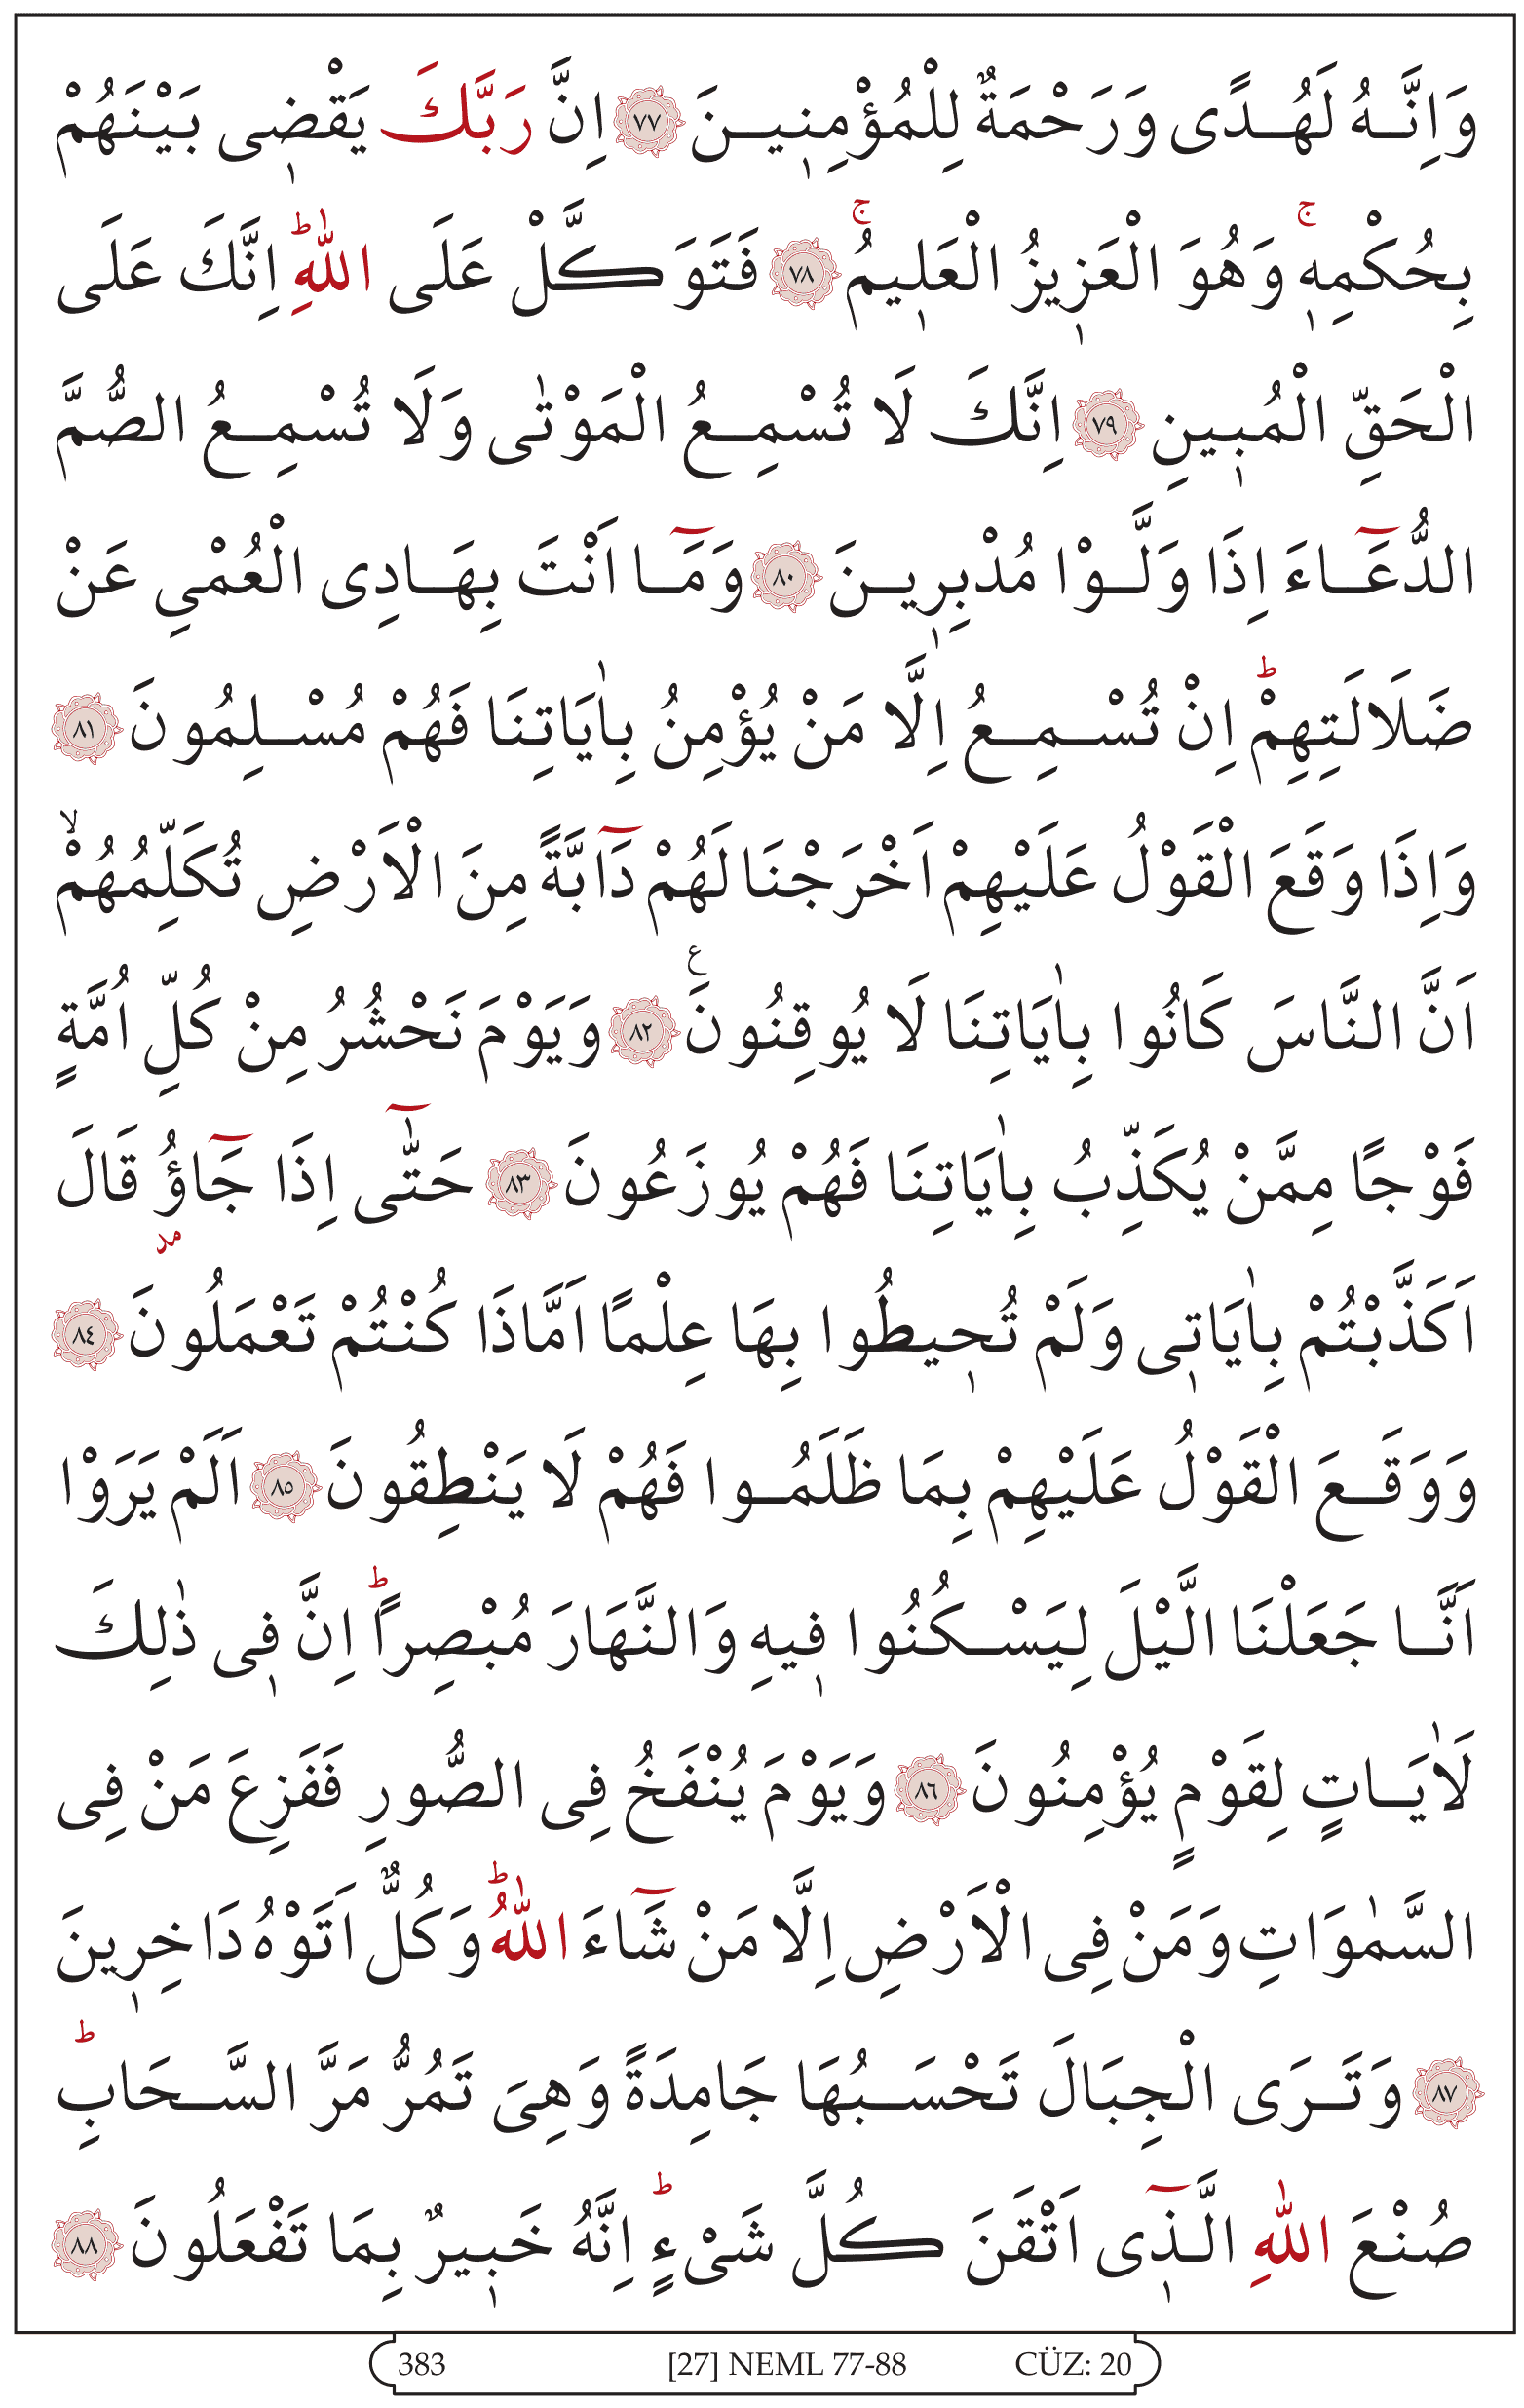 وَاِنَّهُ لَهُدًى وَرَحْمَةٌ لِلْمُؤْمِنٖينَ ﴿٧٧﴾ اِنَّ رَبَّكَ يَقْضٖى بَيْنَهُمْ
بِحُكْمِهٖۚ وَهُوَ الْعَزٖيزُ الْعَلٖيمُۚ ﴿٧٨﴾ فَتَوَكَّلْ عَلَى اللّٰهِؕ اِنَّكَ عَلَى
الْحَقِّ الْمُبٖينِ ﴿٧٩﴾ اِنَّكَ لَا تُسْمِعُ الْمَوْتٰى وَلَا تُسْمِعُ الصُّمَّ
الدُّعَٓاءَ اِذَا وَلَّوْا مُدْبِرٖينَ ﴿٨٠﴾ وَمَٓا اَنْتَ بِهَادِى الْعُمْيِ عَنْ
ضَلَالَتِهِمْؕ اِنْ تُسْمِعُ اِلَّا مَنْ يُؤْمِنُ بِاٰيَاتِنَا فَهُمْ مُسْلِمُونَ ﴿٨١﴾
وَاِذَا وَقَعَ الْقَوْلُ عَلَيْهِمْ اَخْرَجْنَا لَهُمْ دَٓابَّةً مِنَ الْاَرْضِ تُكَلِّمُهُمْۙ
اَنَّ النَّاسَ كَانُوا بِاٰيَاتِنَا لَا يُوقِنُونَࣖ ﴿٨٢﴾ وَيَوْمَ نَحْشُرُ مِنْ كُلِّ اُمَّةٍ
فَوْجًا مِمَّنْ يُكَذِّبُ بِاٰيَاتِنَا فَهُمْ يُوزَعُونَ ﴿٨٣﴾ حَتّٰٓى اِذَا جَٓاؤُ قَالَ
اَكَذَّبْتُمْ بِاٰيَاتٖى وَلَمْ تُحٖيطُوا بِهَا عِلْمًا اَمَّاذَا كُنْتُمْ تَعْمَلُونَ ﴿٨٤﴾
وَوَقَعَ الْقَوْلُ عَلَيْهِمْ بِمَا ظَلَمُوا فَهُمْ لَا يَنْطِقُونَ ﴿٨٥﴾ اَلَمْ يَرَوْا
اَنَّا جَعَلْنَا الَّيْلَ لِيَسْكُنُوا فٖيهِ وَالنَّهَارَ مُبْصِرًاؕ اِنَّ فٖى ذٰلِكَ
لَاٰيَاتٍ لِقَوْمٍ يُؤْمِنُونَ ﴿٨٦﴾ وَيَوْمَ يُنْفَخُ فِى الصُّورِ فَفَزِعَ مَنْ فِى
السَّمٰوَاتِ وَمَنْ فِى الْاَرْضِ اِلَّا مَنْ شَٓاءَ اللّٰهُؕ وَكُلٌّ اَتَوْهُ دَاخِرٖينَ
﴿٨٧﴾ وَتَرَى الْجِبَالَ تَحْسَبُهَا جَامِدَةً وَهِىَ تَمُرُّ مَرَّ السَّحَابِؕ
صُنْعَ اللّٰهِ الَّذٖٓى اَتْقَنَ كُلَّ شَىْءٍؕ اِنَّهُ خَبٖيرٌ بِمَا تَفْعَلُونَ ﴿٨٨﴾
383 [27] NEML 77-88 CÜZ: 20